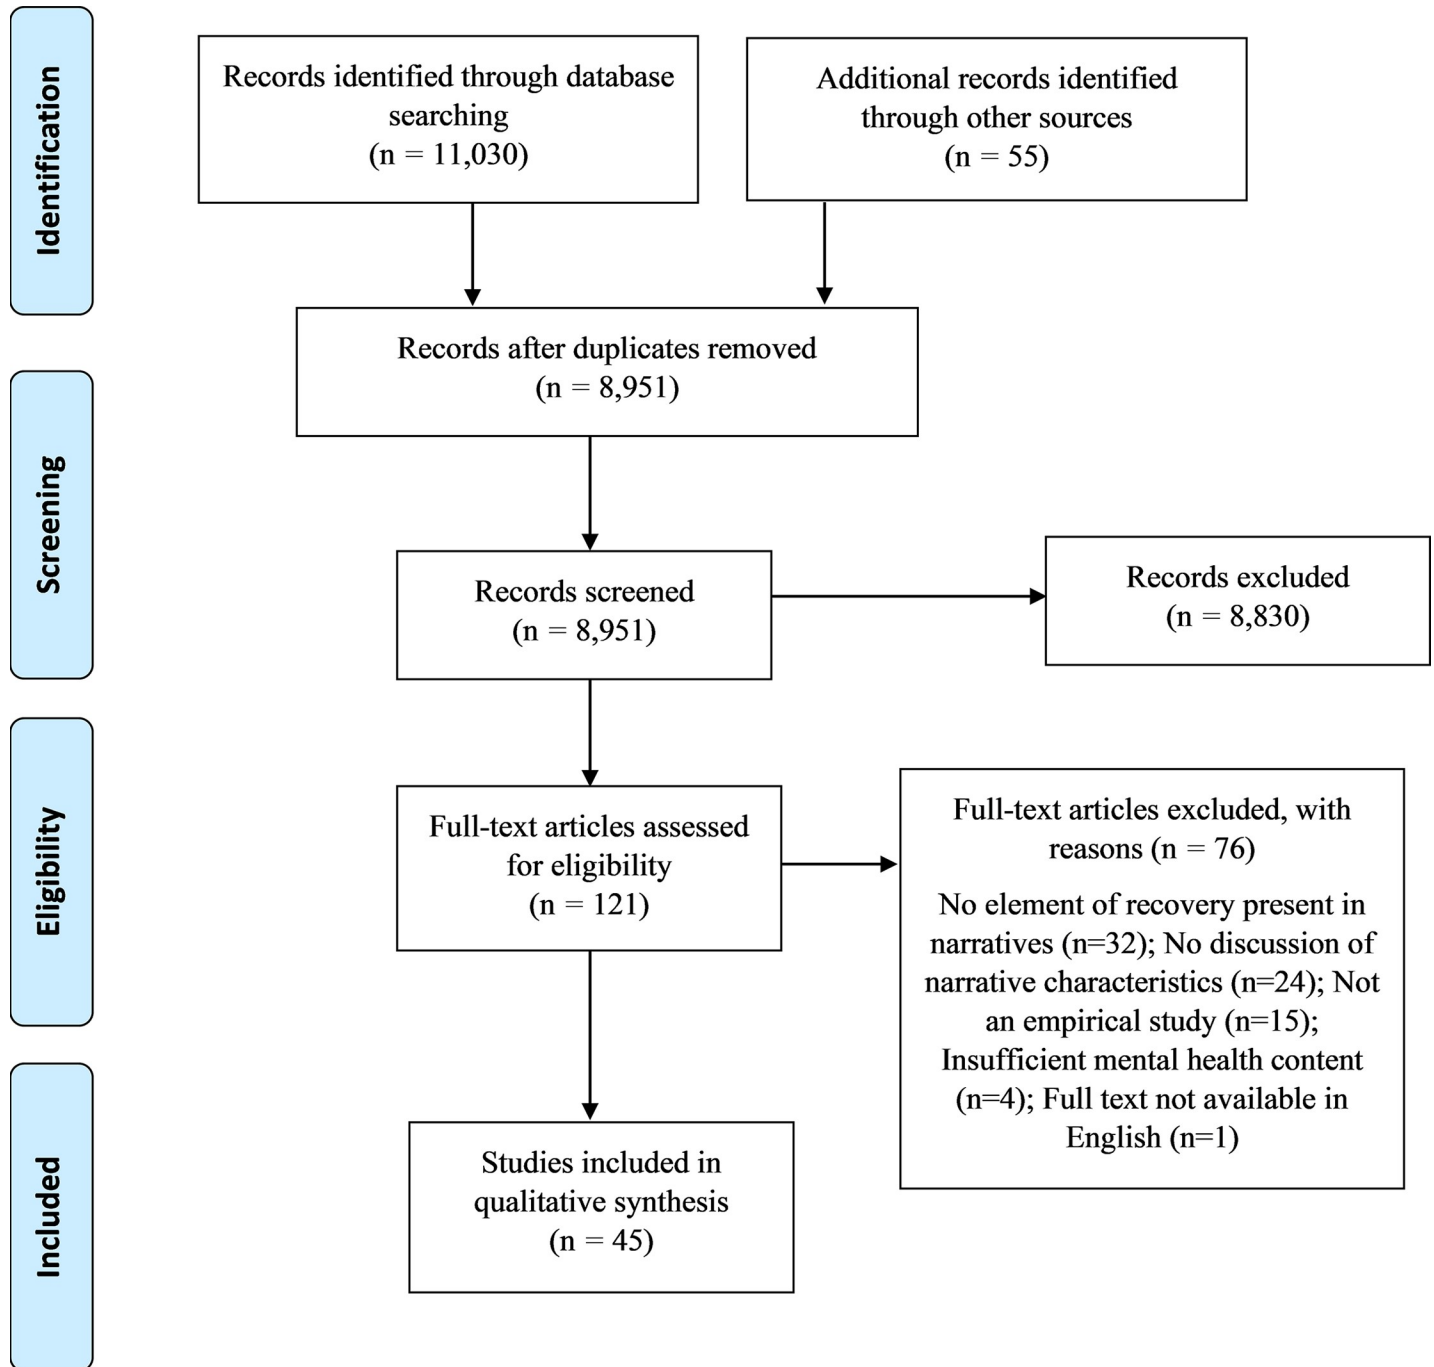 Identification
Records identified through database
searching
(n = 11,030)
Additional records identified
through other sources
(n = 55)
Records after duplicates removed
(n = 8,951)
Screening
Records screened
(n = 8,951)
Records excluded
(n = 8,830)
Eligibility
Full-text articles assessed
for eligibility
(n = 121)
Full-text articles excluded, with
reasons (n = 76)
No element of recovery present in
narratives (n=32); No discussion of
narrative characteristics (n=24); Not
an empirical study (n=15);
Insufficient mental health content
(n=4); Full text not available in
English (n=1)
Included
Studies included in
qualitative synthesis
(n = 45)